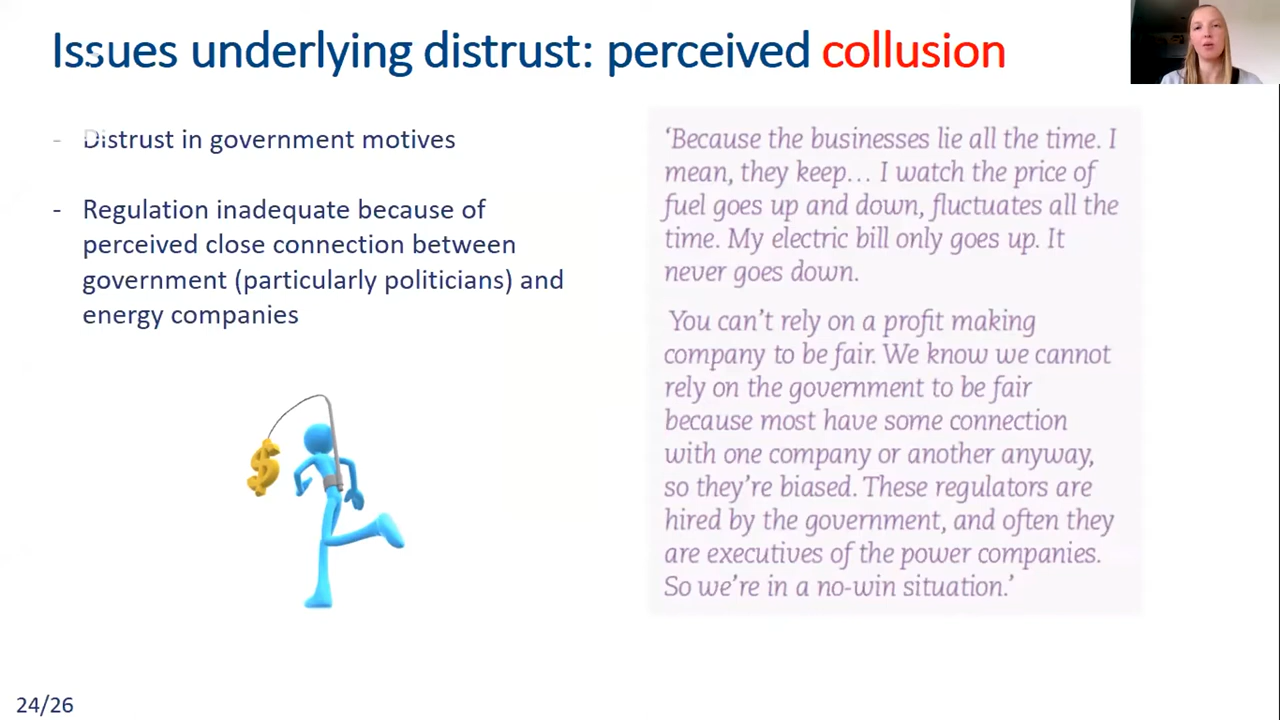 Issues underlying distrust: perceived collusion
- Distrust in government motives
- Regulation inadequate because of
perceived close connection between
government (particularly politicians) and
energy companies
$
‘Because the businesses lie all the time. I
mean, they keep… I watch the price of
fuel goes up and down, fluctuates all the
time. My electric bill only goes up. It
never goes down.
You can’t rely on a profit making
company to be fair. We know we cannot
rely on the government to be fair
because most have some connection
with one company or another anyway,
so they’re biased. These regulators are
hired by the government, and often they
are executives of the power companies.
So we’re in a no-win situation.’
24/26